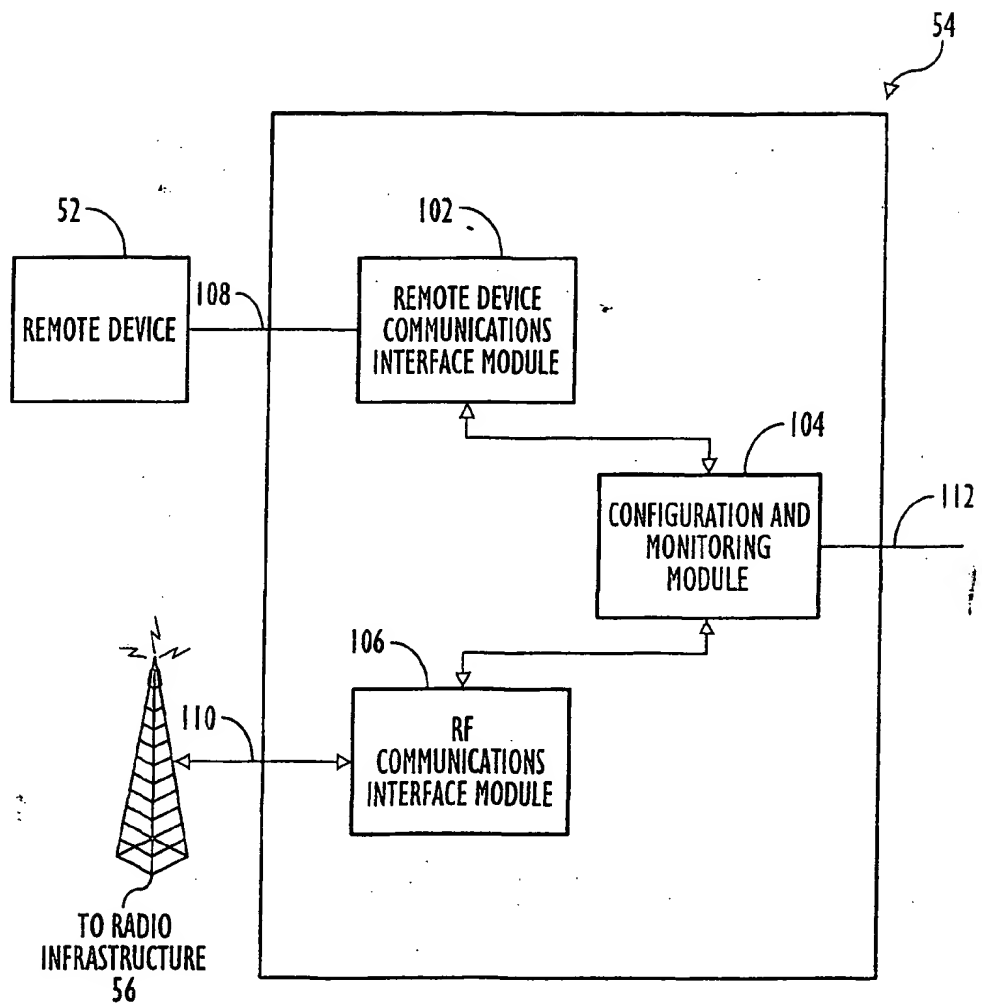 54
52
102
REMOTE DEVICE
108
REMOTE DEVICE
COMMUNICATIONS
INTERFACE MODULE
104
CONFIGURATION AND
MONITORING
MODULE
112
106
110
RF
COMMUNICATIONS
INTERFACE MODULE
TO RADIO
INFRASTRUCTURE
56